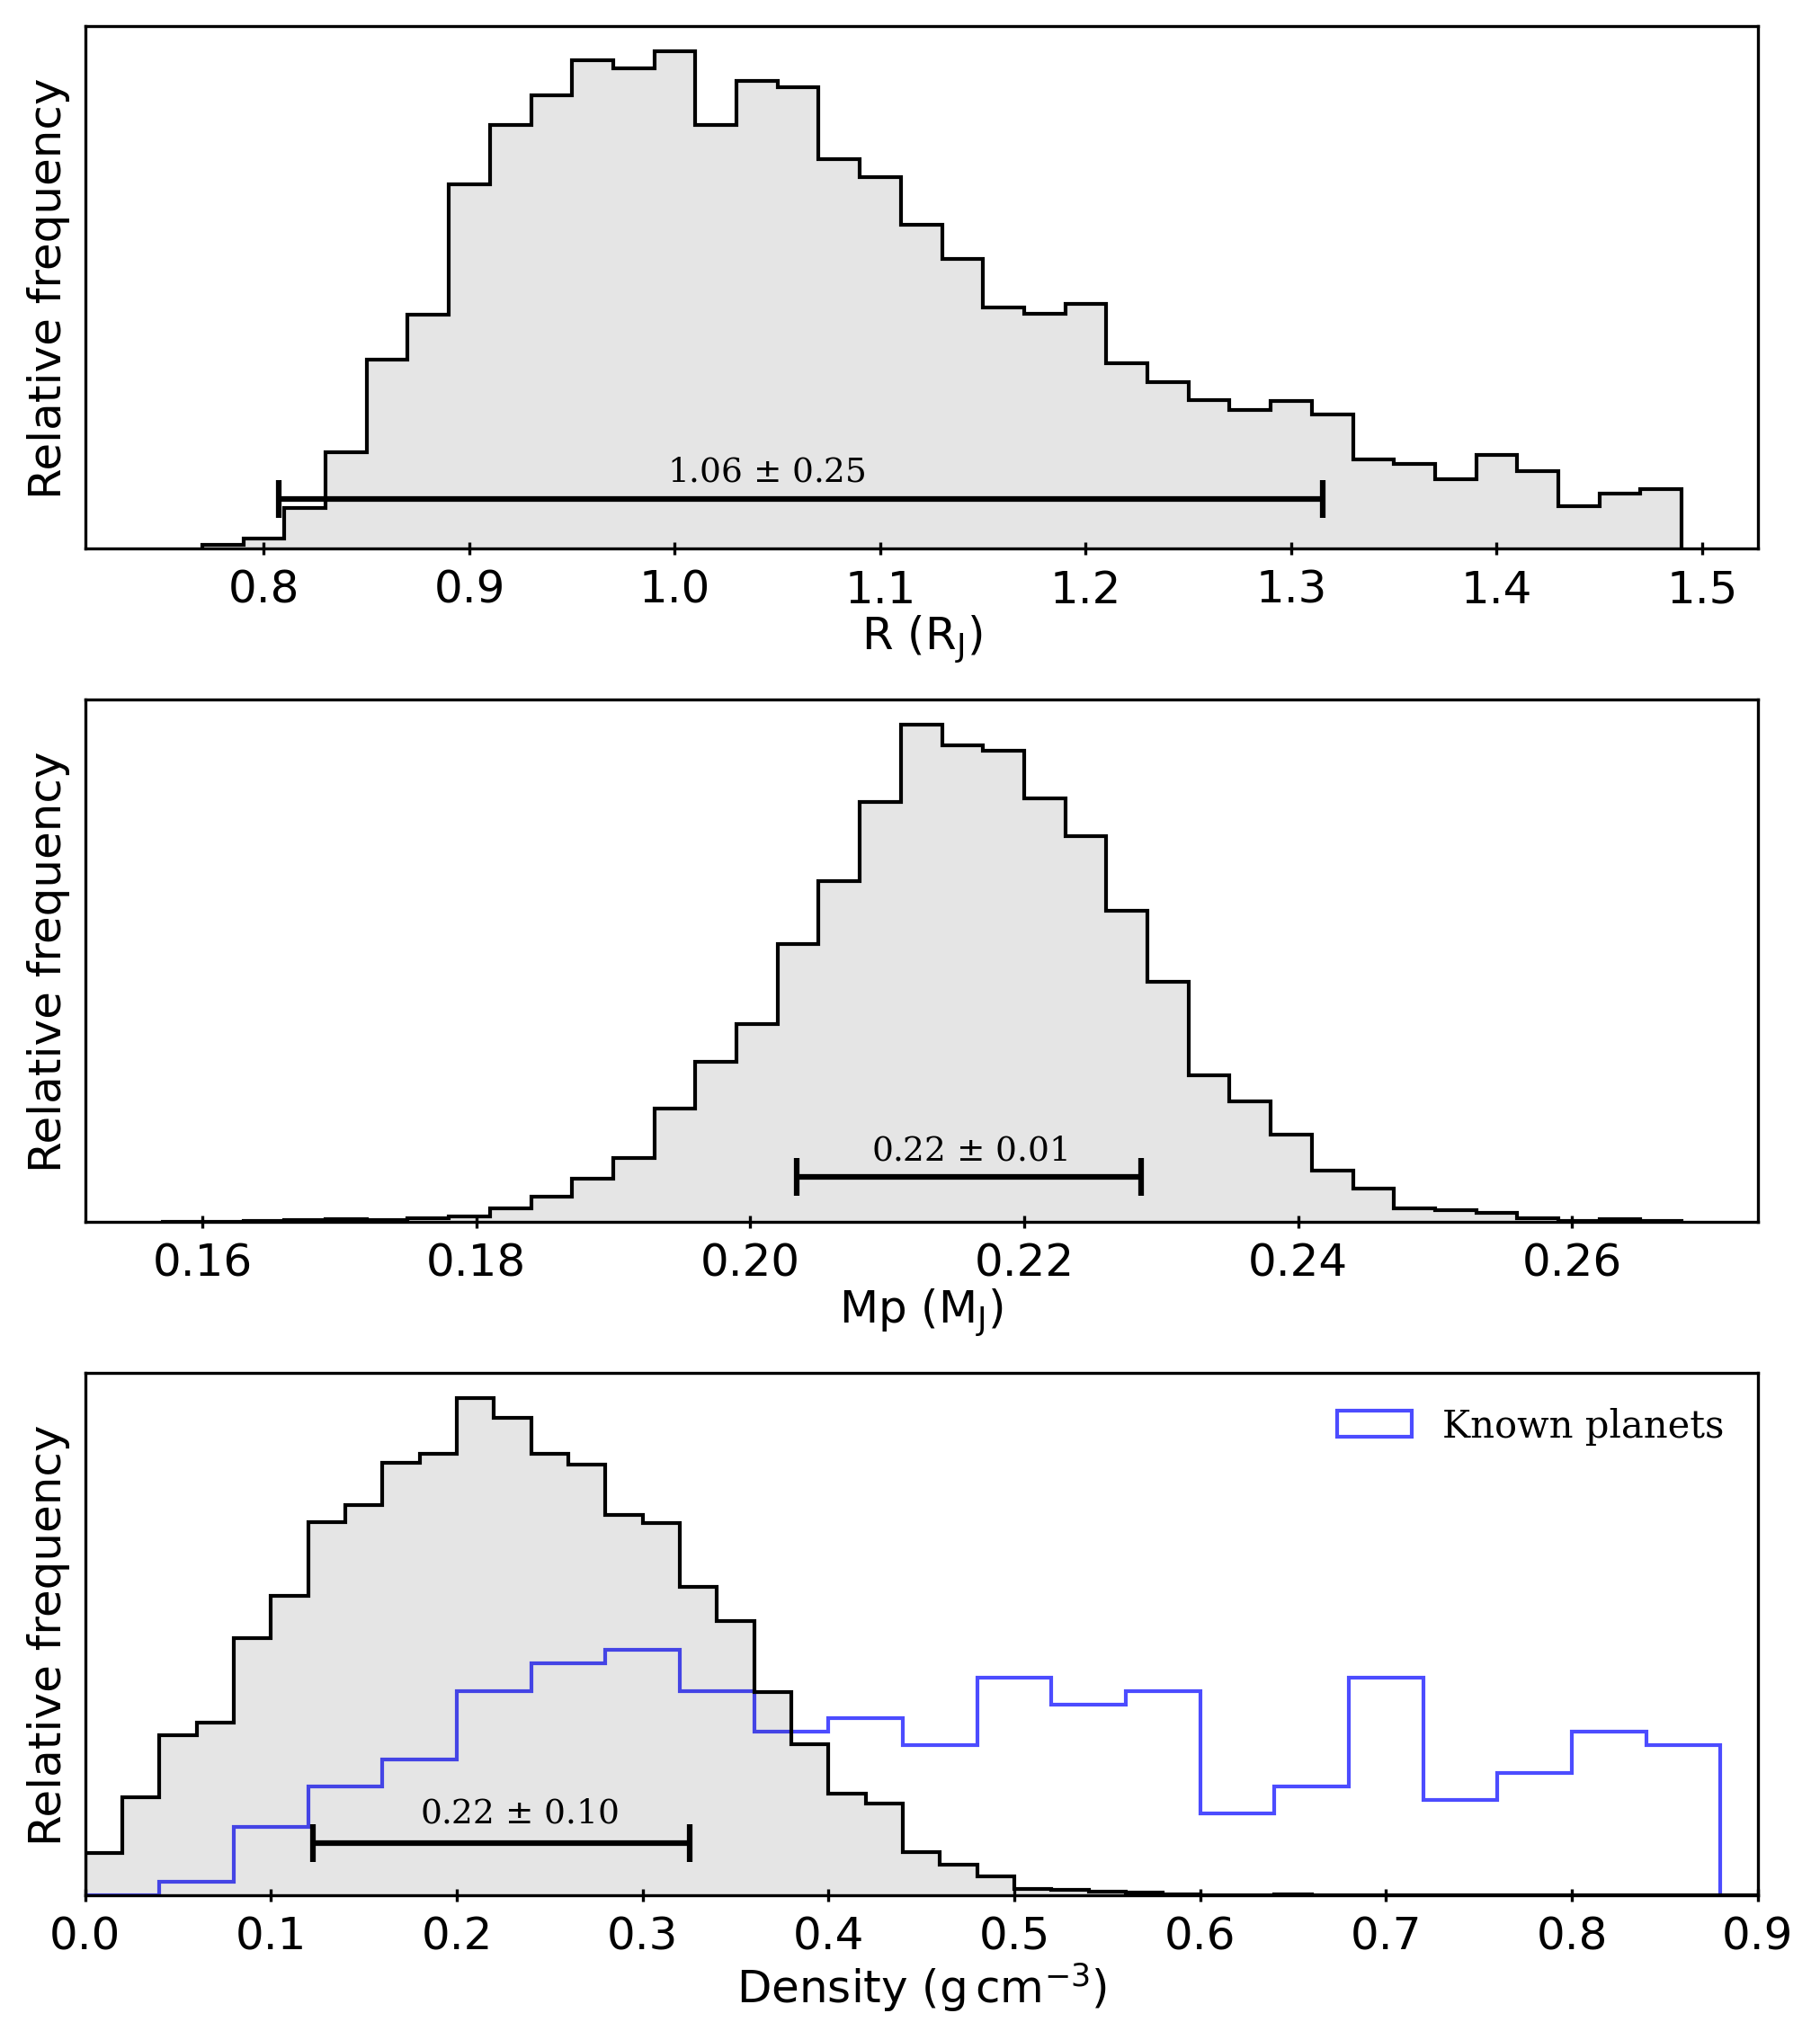 Relative frequency
1.06 ± 0.25
0.8 0.9 1.0 1.1 1.2 1.3 1.4 1.5
R (R_J)
Relative frequency
0.22 ± 0.01
0.16 0.18 0.20 0.22 0.24 0.26
Mp (M_J)
Relative frequency
Known planets
0.22 ± 0.10
0.0 0.1 0.2 0.3 0.4 0.5 0.6 0.7 0.8 0.9
Density (g cm⁻³)